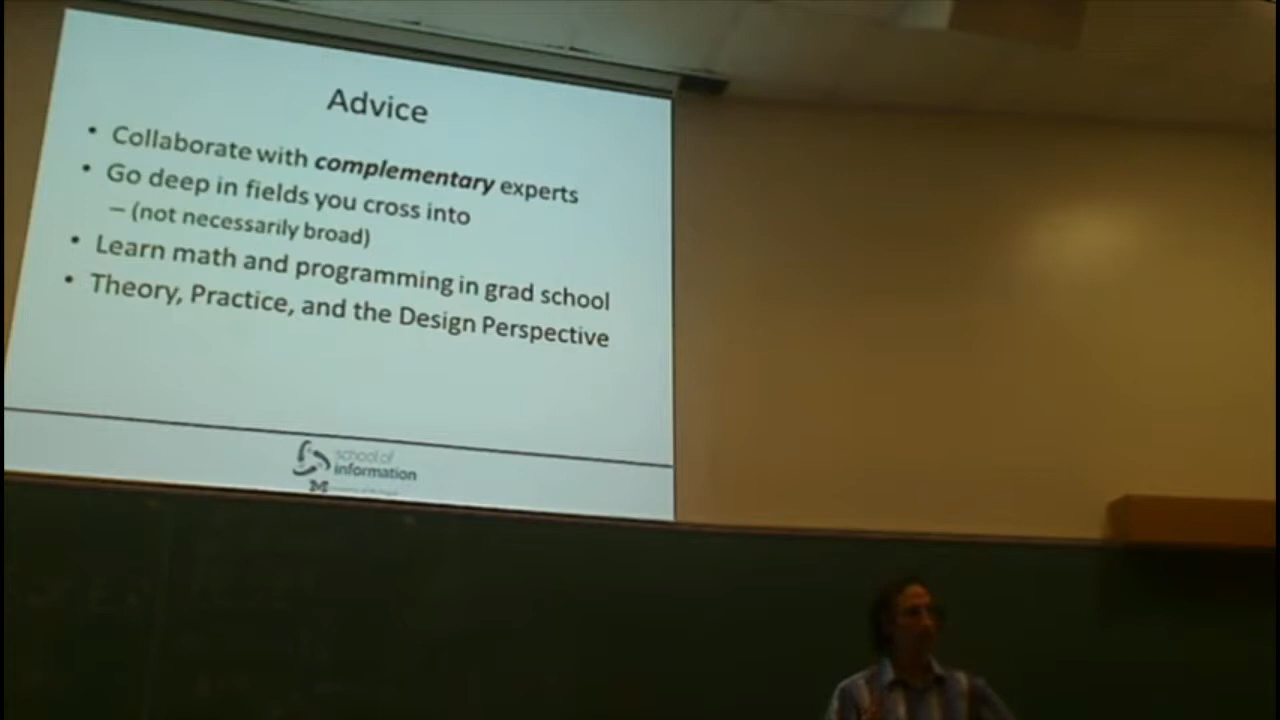 Advice
• Collaborate with complementary experts
• Go deep in fields you cross into
– (not necessarily broad)
• Learn math and programming in grad school
• Theory, Practice, and the Design Perspective
school of
information
M